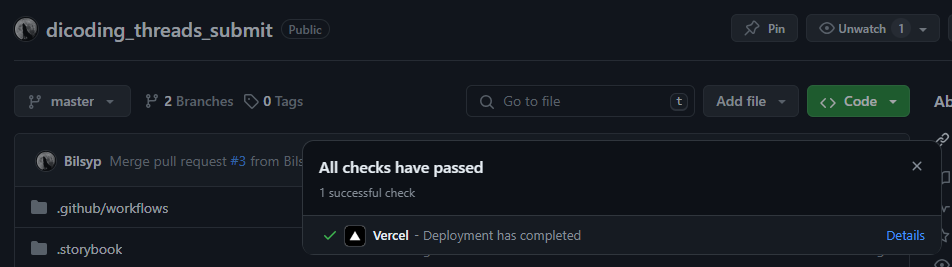 dicoding_threads_submit Public
Pin
Unwatch 1
master
2 Branches
0 Tags
Go to file
t
Add file
Code
Ab
Bilsyp Merge pull request #3 from Bils
All checks have passed
1 successful check
.github/workflows
Vercel - Deployment has completed
Details
.storybook